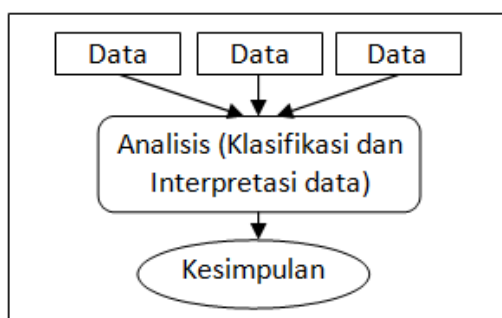 Data Data Data
Analisis (Klasifikasi dan
Interpretasi data)
Kesimpulan